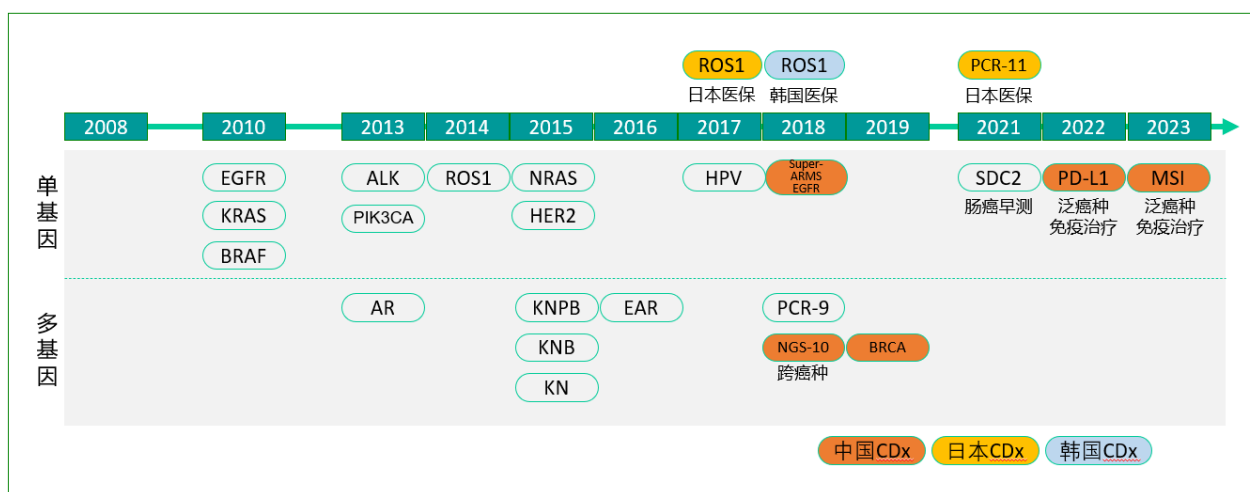 ROS1
ROS1
PCR-11
日本医保
韩国医保
日本医保
2008
2010
2013
2014
2015
2016
2017
2018
2019
2021
2022
2023
单基因
EGFR
ALK
ROS1
NRAS
HPV
Super-
ARMS
EGFR
SDC2
PD-L1
MSI
KRAS
PIK3CA
HER2
肠癌早测
泛癌种
免疫治疗
泛癌种
免疫治疗
BRAF
多基因
AR
KNPB
EAR
PCR-9
KNB
NGS-10
BRCA
跨癌种
KN
中国CDx
日本CDx
韩国CDx